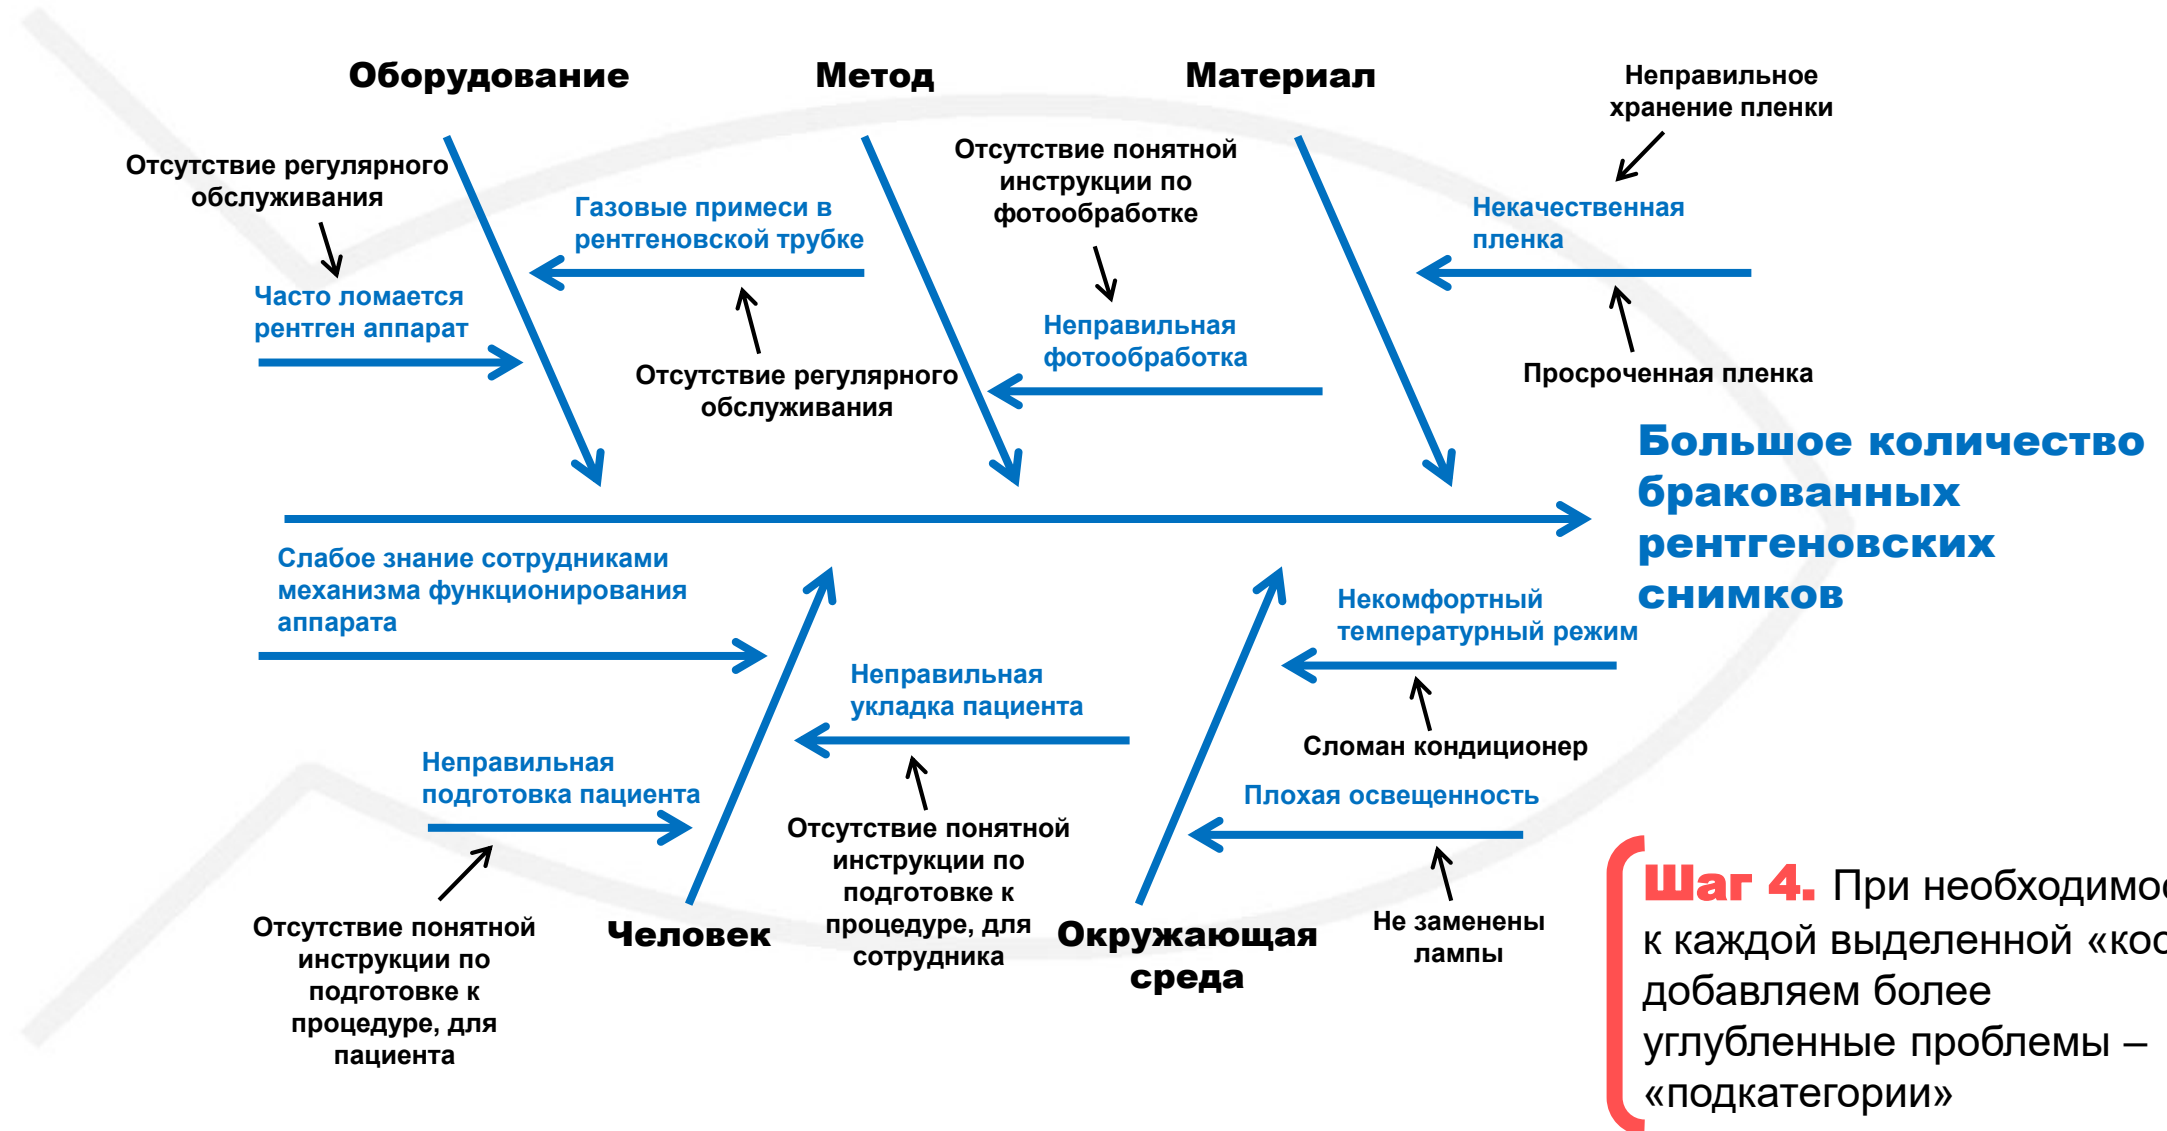 Оборудование
Метод
Материал
Неправильное
хранение пленки
Отсутствие регулярного
обслуживания
Газовые примеси в
рентгеновской трубке
Отсутствие понятной
инструкции по
фотообработке
Некачественная
пленка
Часто ломается
рентген аппарат
Отсутствие регулярного
обслуживания
Неправильная
фотообработка
Просроченная пленка
Большое количество
бракованных
рентгеновских
снимков
Слабое знание сотрудниками
механизма функционирования
аппарата
Некомфортный
температурный режим
Неправильная
укладка пациента
Сломан кондиционер
Неправильная
подготовка пациента
Плохая освещенность
Отсутствие понятной
инструкции по
подготовке к
процедуре, для
сотрудника
Отсутствие понятной
инструкции по
подготовке к
процедуре, для
пациента
Человек
Окружающая
среда
Не заменены
лампы
Шаг 4. При
к каждой выделенной
добавляем более
углубленные проблемы –
«подкатегории»